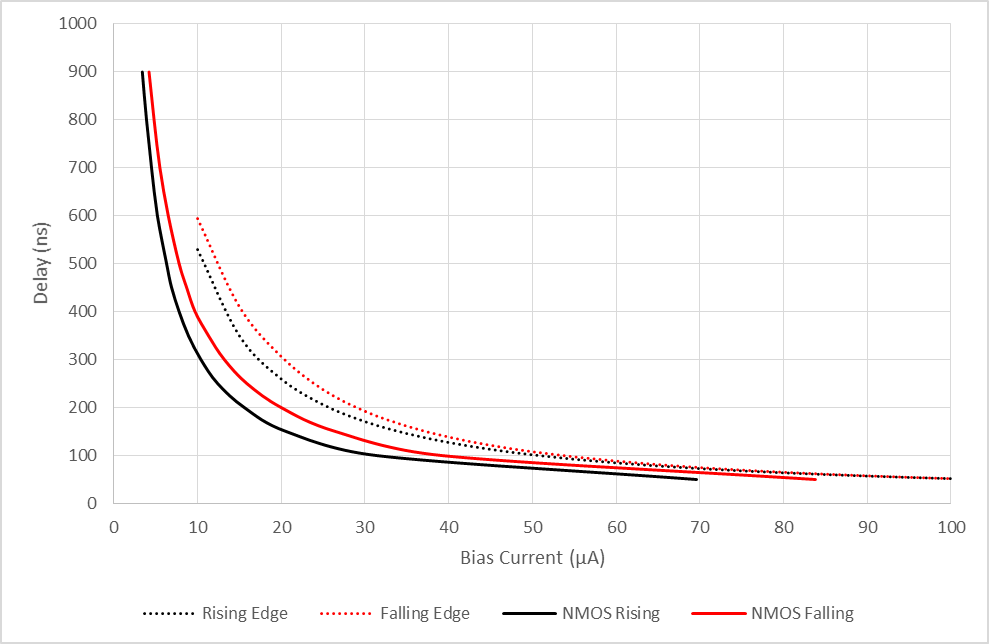 1000
900
800
700
600
500
400
300
200
100
0
Delay (ns)
0 10 20 30 40 50 60 70 80 90 100
Bias Current (µA)
Rising Edge Falling Edge NMOS Rising NMOS Falling